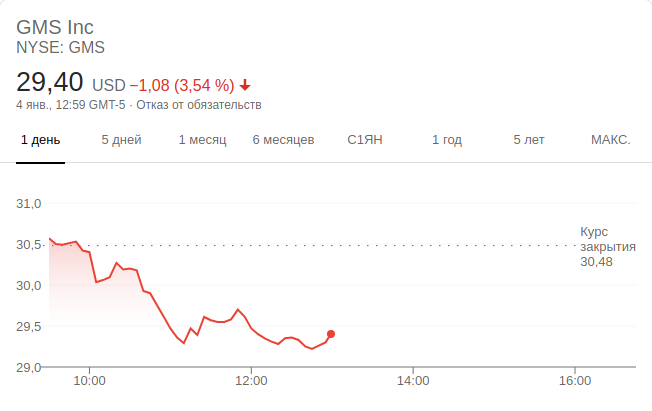 GMS Inc
NYSE: GMS
29,40 USD −1,08 (3,54 %)
4 янв., 12:59 GMT-5 · Отказ от обязательств
1 день 5 дней 1 месяц 6 месяцев С1ЯН 1 год 5 лет МАКС.
31,0
30,5
30,0
29,5
29,0
Курс
закрытия
30,48
10:00 12:00 14:00 16:00